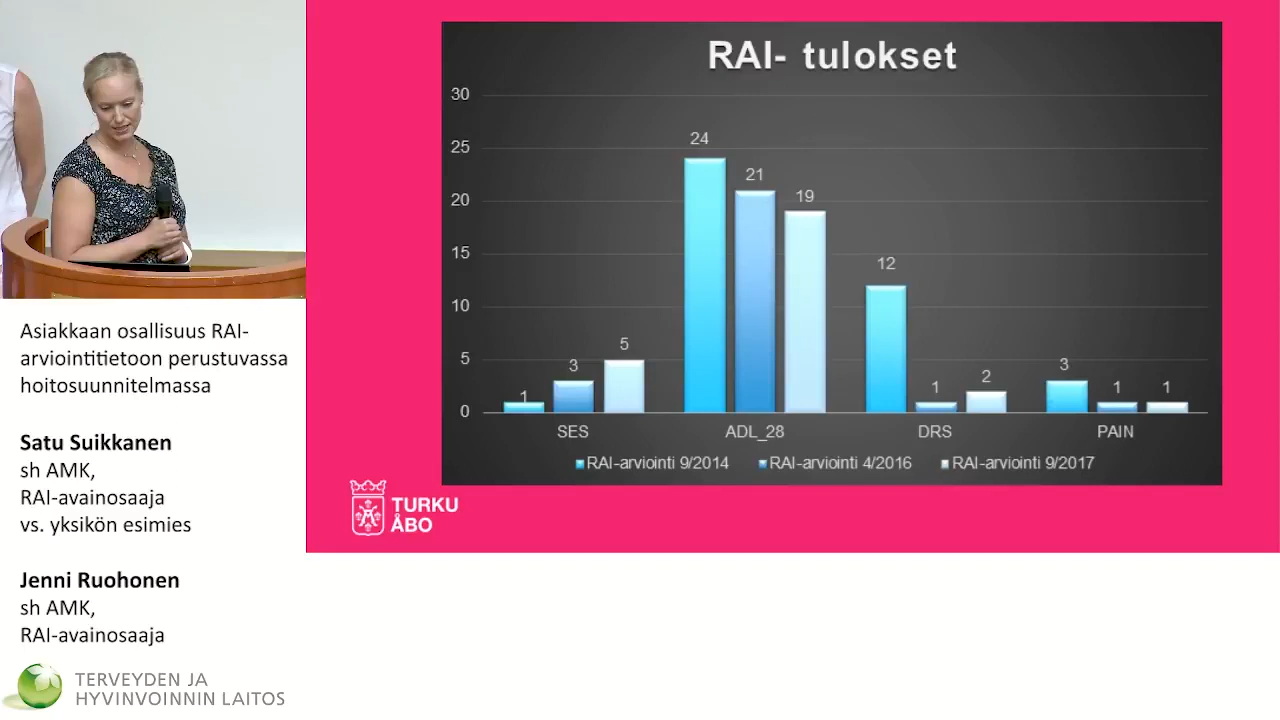 RAI- tulokset
30
25
20
15
10
5
0
1
3
5
24
21
19
12
1
2
3
1
1
SES
ADL_28
DRS
PAIN
RAI-arviointi 9/2014
RAI-arviointi 4/2016
RAI-arviointi 9/2017
TURKU
ÅBO
Asiakkaan osallisuus RAI-
arviointitietoon perustuvassa
hoitosuunnitelmassa
Satu Suikkanen
sh AMK,
RAI-avainosaaja
vs. yksikön esimies
Jenni Ruohonen
sh AMK,
RAI-avainosaaja
TERVEYDEN JA
HYVINVOINNIN LAITOS